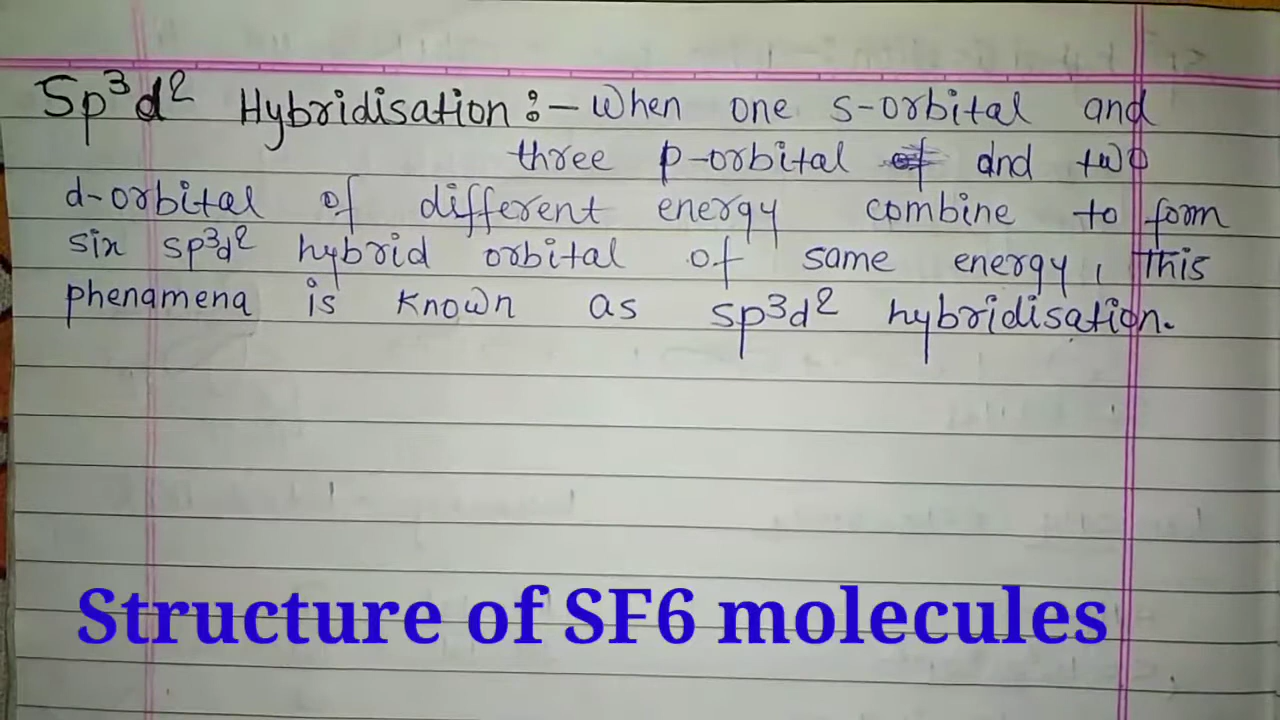 Sp³d² Hybridisation :- When one s-orbital and
three p-orbital of and two
d-orbital of different energy combine to form
six sp³d² hybrid orbital of same energy, this
phenamena is known as sp³d² hybridisation.
Structure of SF6 molecules